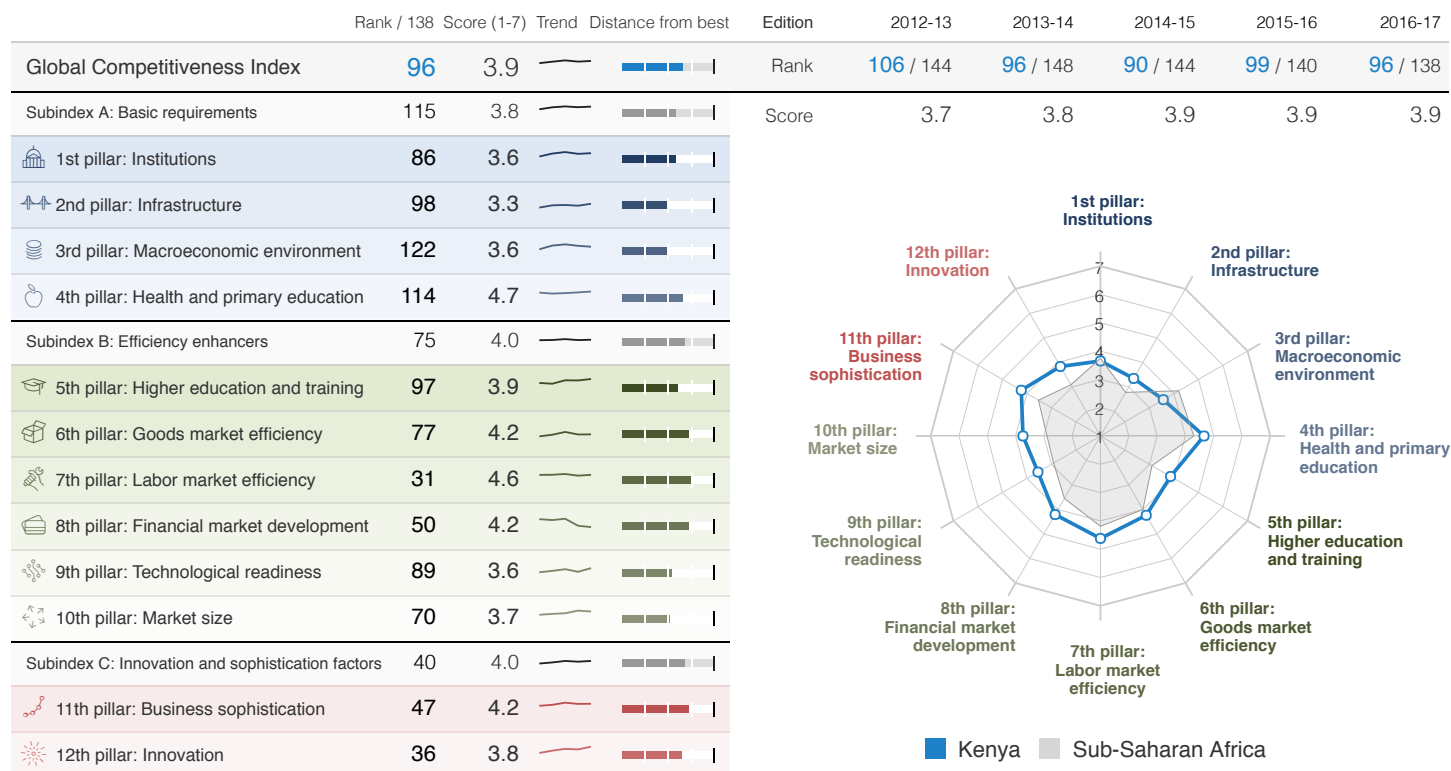 Rank / 138 Score (1-7) Trend Distance from best
Global Competitiveness Index 96 3.9
Subindex A: Basic requirements 115 3.8
1st pillar: Institutions 86 3.6
2nd pillar: Infrastructure 98 3.3
3rd pillar: Macroeconomic environment 122 3.6
4th pillar: Health and primary education 114 4.7
Subindex B: Efficiency enhancers 75 4.0
5th pillar: Higher education and training 97 3.9
6th pillar: Goods market efficiency 77 4.2
7th pillar: Labor market efficiency 31 4.6
8th pillar: Financial market development 50 4.2
9th pillar: Technological readiness 89 3.6
10th pillar: Market size 70 3.7
Subindex C: Innovation and sophistication factors 40 4.0
11th pillar: Business sophistication 47 4.2
12th pillar: Innovation 36 3.8
Edition 2012-13 2013-14 2014-15 2015-16 2016-17
Rank 106 / 144 96 / 148 90 / 144 99 / 140 96 / 138
Score 3.7 3.8 3.9 3.9 3.9
1st pillar:
Institutions
2nd pillar:
Infrastructure
3rd pillar:
Macroeconomic
environment
4th pillar:
Health and primary
education
5th pillar:
Higher education
and training
6th pillar:
Goods market
efficiency
7th pillar:
Labor market
efficiency
8th pillar:
Financial market
development
9th pillar:
Technological
readiness
10th pillar:
Market size
11th pillar:
Business
sophistication
12th pillar:
Innovation
7
6
5
4
3
2
1
Kenya Sub-Saharan Africa